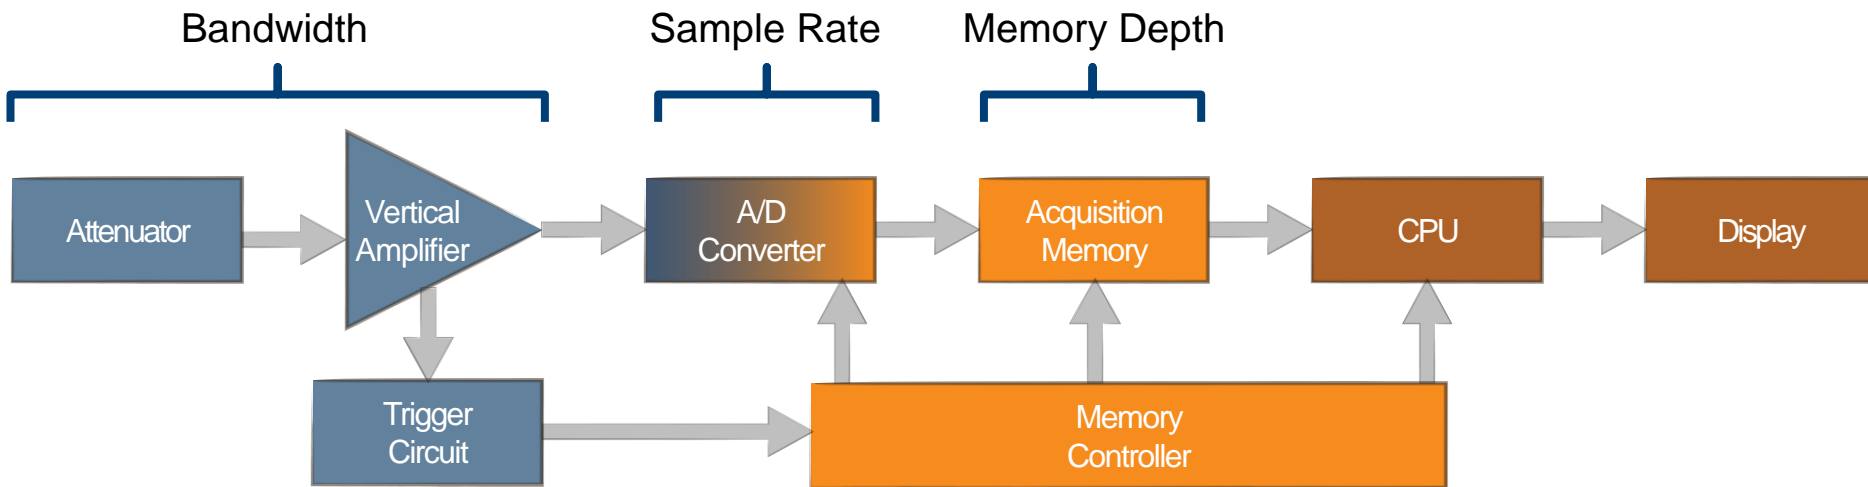 Bandwidth
Sample Rate
Memory Depth
Attenuator
Vertical
Amplifier
A/D
Converter
Acquisition
Memory
CPU
Display
Trigger
Circuit
Memory
Controller